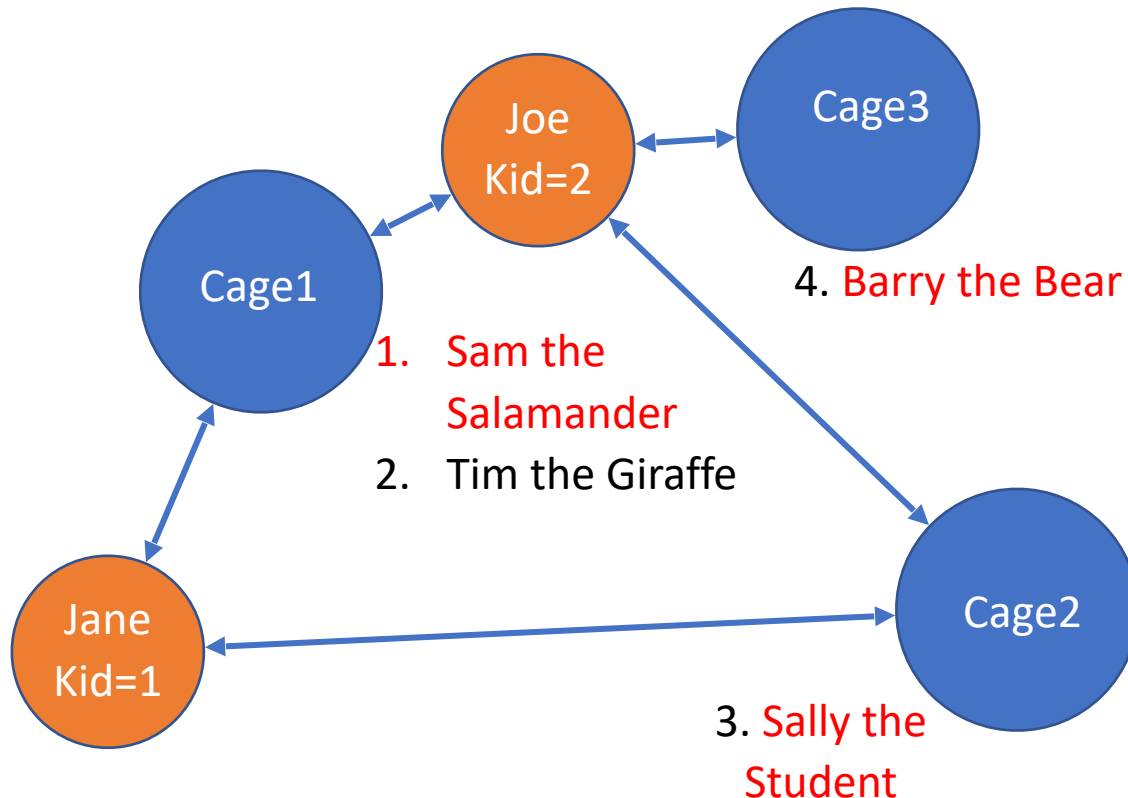 Joe
Kid=2
Cage3
Cage1
4. Barry the Bear
1. Sam the
Salamander
2. Tim the Giraffe
Jane
Kid=1
Cage2
3. Sally the
Student